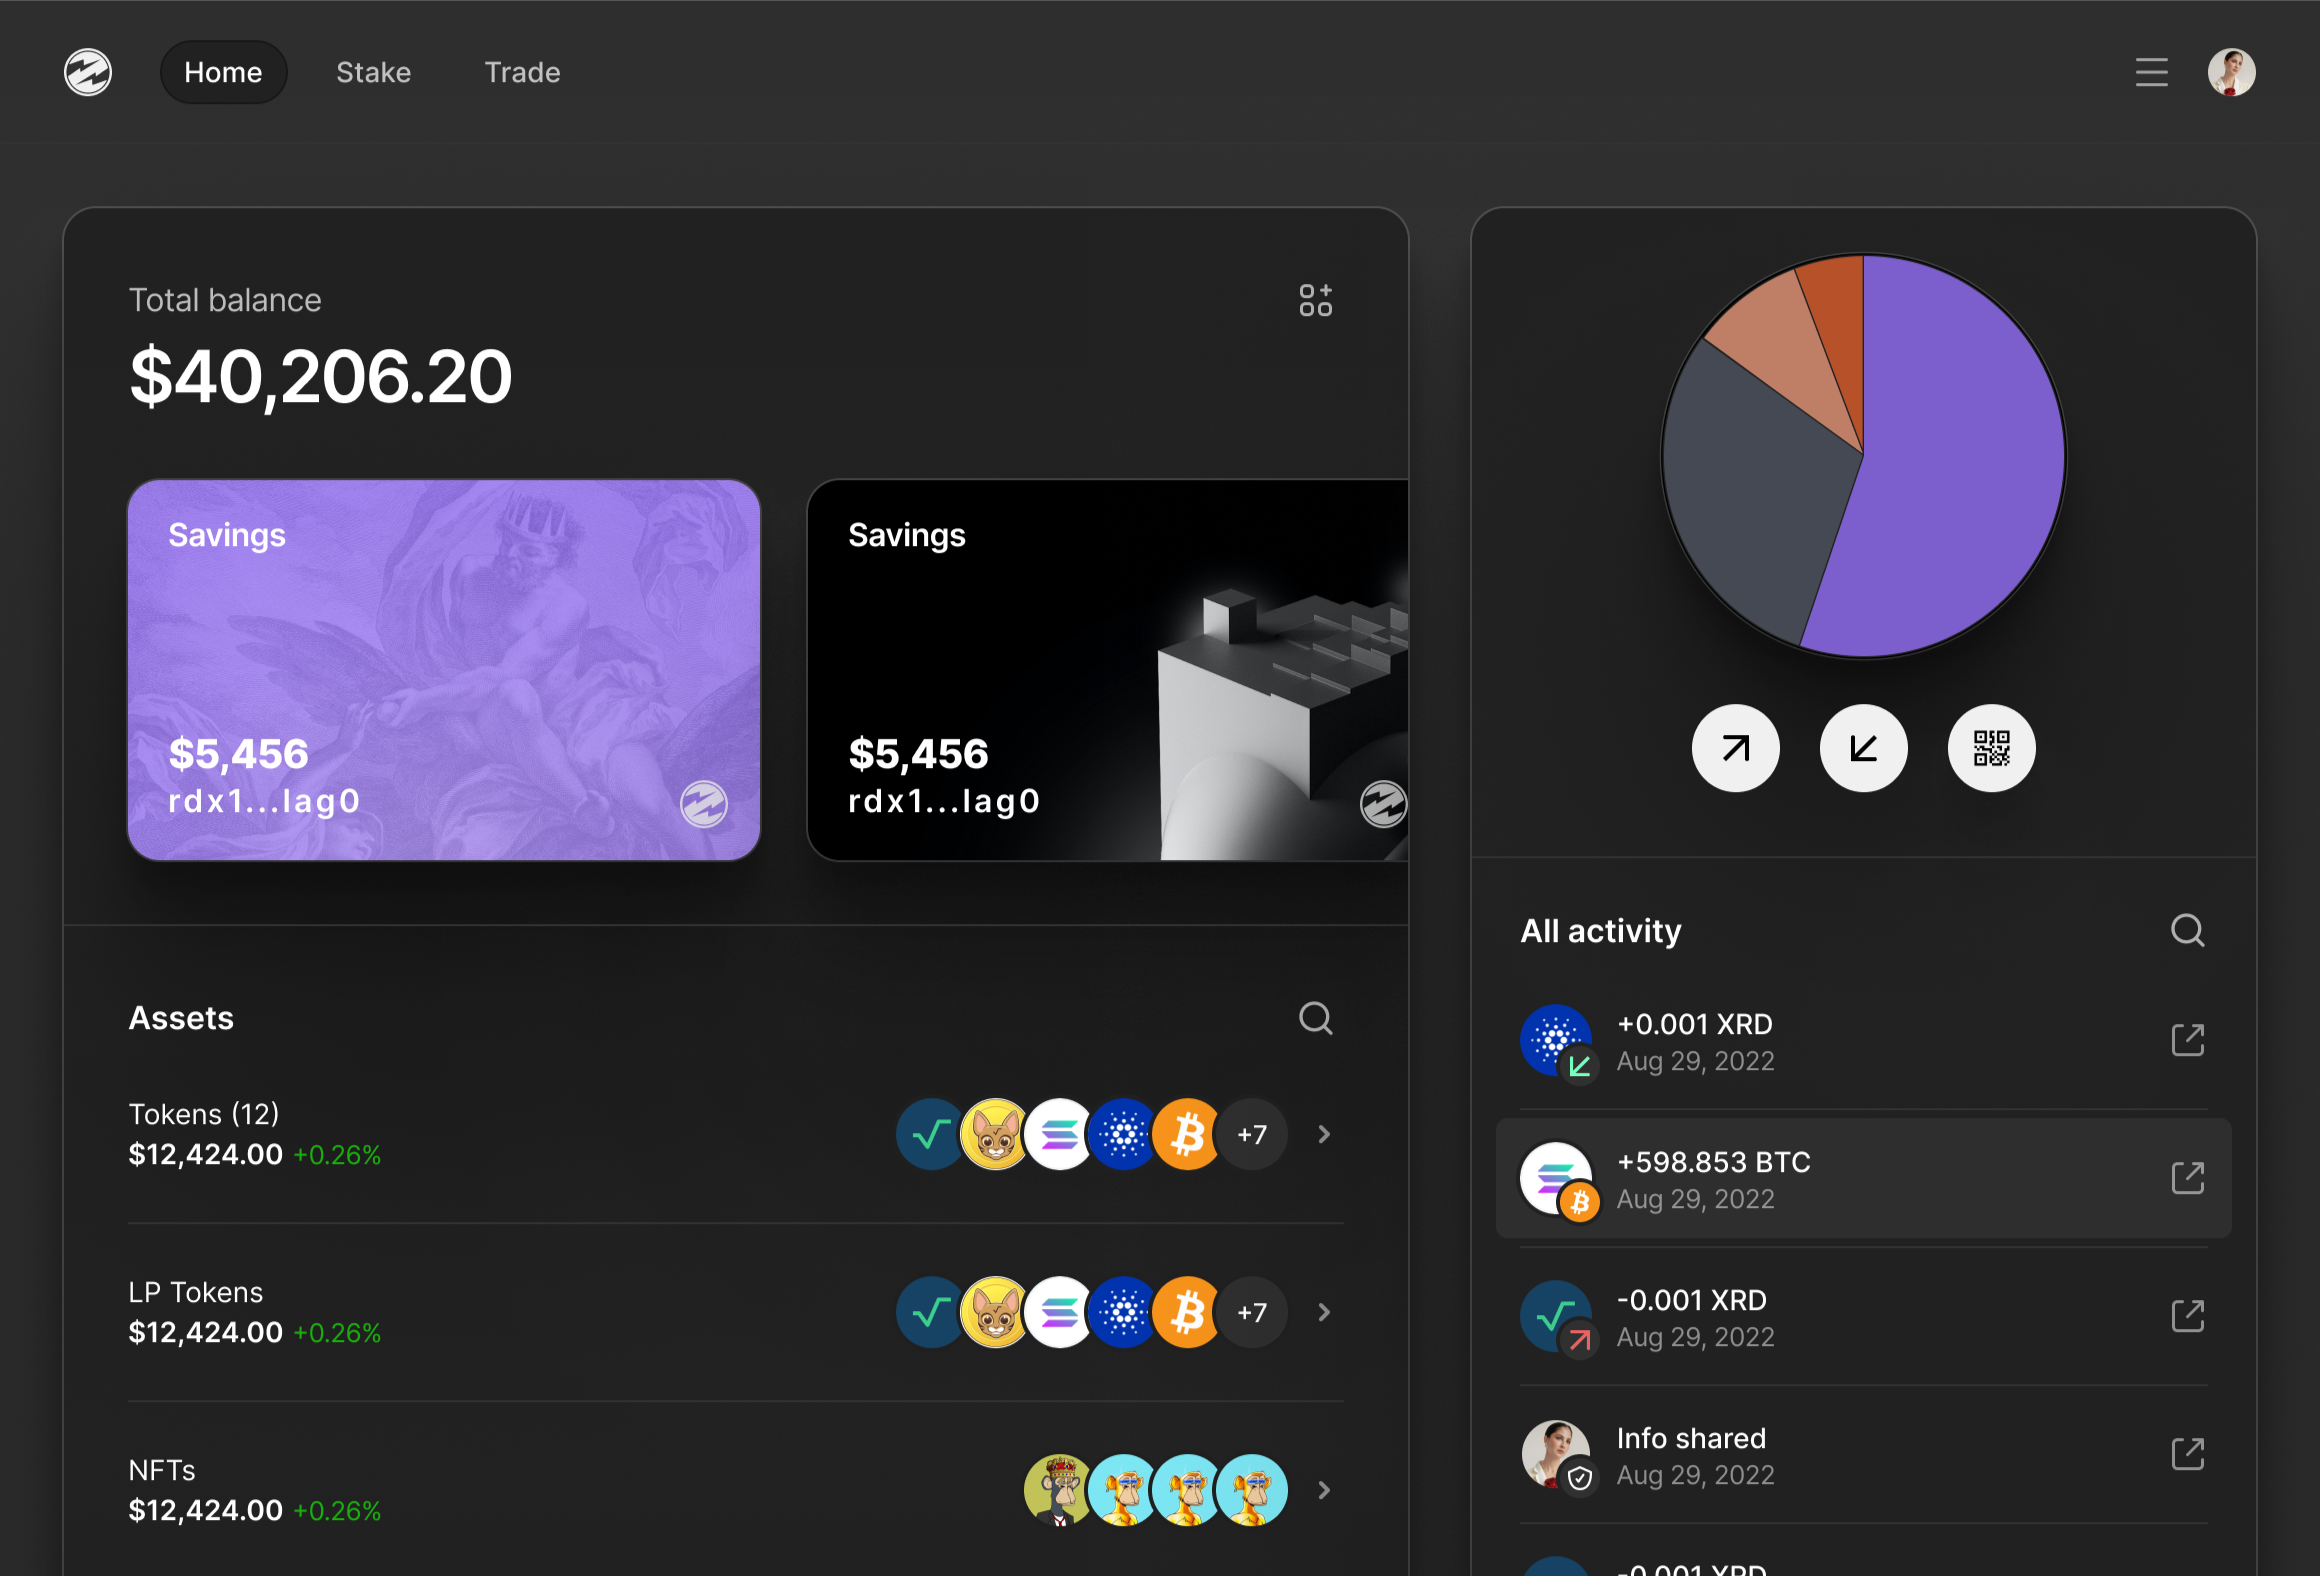 Home
Stake
Trade
Total balance
$40,206.20
Savings
$5,456
rdx1...lag0
Savings
$5,456
rdx1...lag0
Assets
Tokens (12)
$12,424.00 +0.26%
+7
LP Tokens
$12,424.00 +0.26%
+7
NFTs
$12,424.00 +0.26%
All activity
+0.001 XRD
Aug 29, 2022
+598.853 BTC
Aug 29, 2022
-0.001 XRD
Aug 29, 2022
Info shared
Aug 29, 2022
-0.001 XRD